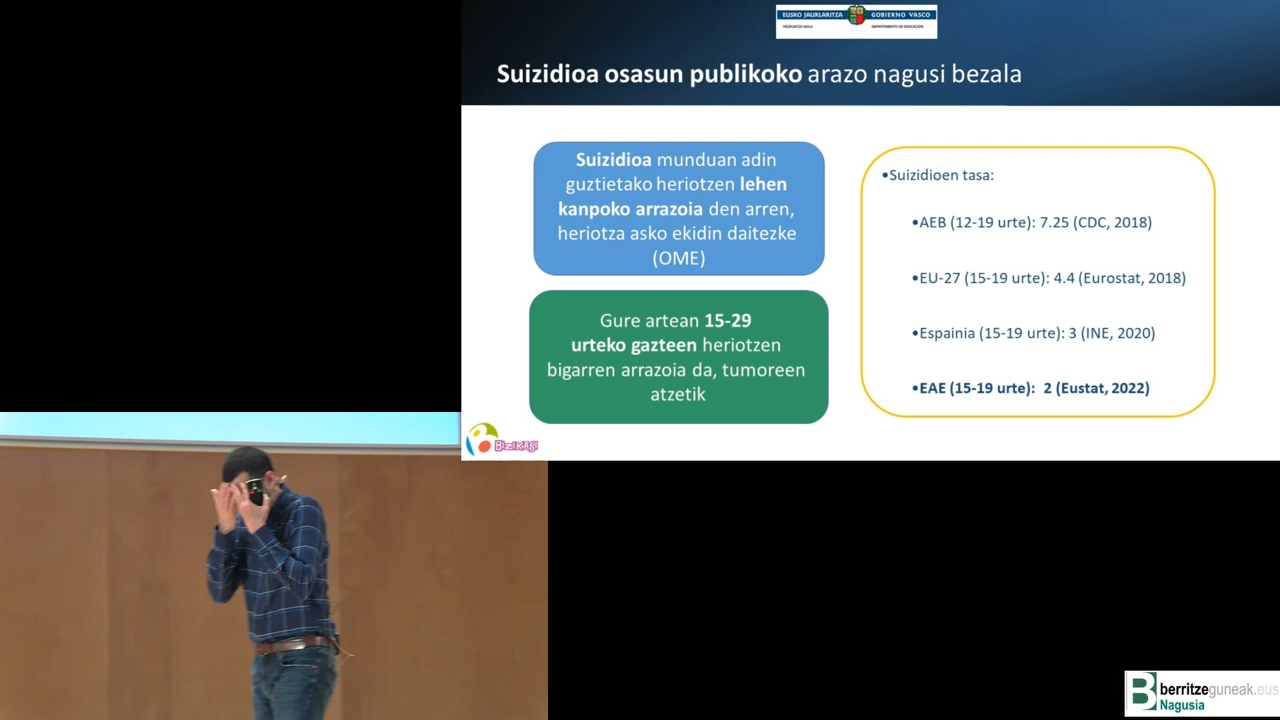 EUSKO JAURLARITZA
GOBIERNO VASCO
HEZKUNTZA SAILA
DEPARTAMENTO DE EDUCACIÓN
Suizidioa osasun publikoko arazo nagusi bezala
Suizidioa munduan adin
guztietako heriotzen lehen
kanpoko arrazoia den arren,
heriotza asko ekidin daitezke
(OME)
Gure artean 15-29
urteko gazteen heriotzen
bigarren arrazoia da, tumoreen
atzetik
•Suizidioen tasa:
•AEB (12-19 urte): 7.25 (CDC, 2018)
•EU-27 (15-19 urte): 4.4 (Eurostat, 2018)
•Espainia (15-19 urte): 3 (INE, 2020)
•EAE (15-19 urte): 2 (Eustat, 2022)
BIZIKASI
berritzeguneak.eus
Nagusia